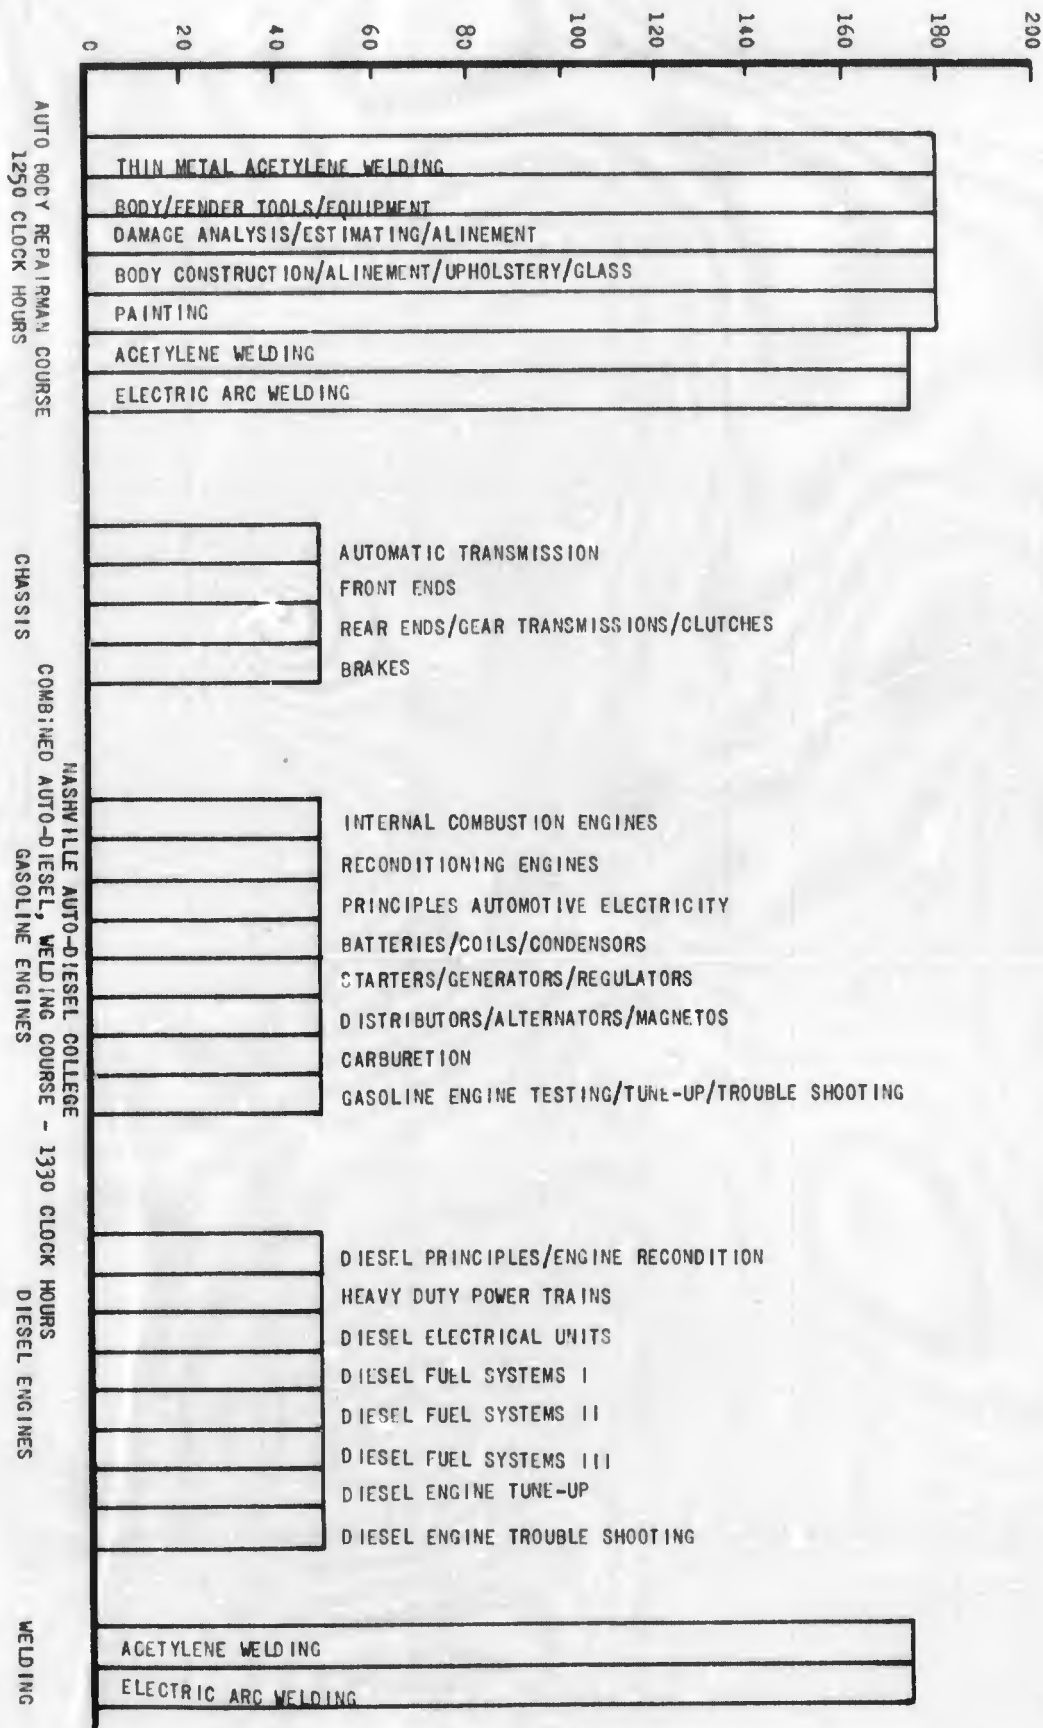 0
20
40
60
80
100
120
140
160
180
200
AUTO BODY REPAIRMAN COURSE
1250 CLOCK HOURS
THIN METAL ACETYLENE WELDING
BODY/FENDER TOOLS/EQUIPMENT
DAMAGE ANALYSIS/ESTIMATING/ALINEMENT
BODY CONSTRUCTION/ALINEMENT/UPHOLSTERY/GLASS
PAINTING
ACETYLENE WELDING
ELECTRIC ARC WELDING
CHASSIS
AUTOMATIC TRANSMISSION
FRONT ENDS
REAR ENDS/GEAR TRANSMISSIONS/CLUTCHES
BRAKES
NASHVILLE AUTO-DIESEL COLLEGE
COMBINED AUTO-DIESEL, WELDING COURSE - 1330 CLOCK HOURS
GASOLINE ENGINES
INTERNAL COMBUSTION ENGINES
RECONDITIONING ENGINES
PRINCIPLES AUTOMOTIVE ELECTRICITY
BATTERIES/COILS/CONDENSORS
STARTERS/GENERATORS/REGULATORS
DISTRIBUTORS/ALTERNATORS/MAGNETOS
CARBURETION
GASOLINE ENGINE TESTING/TUNE-UP/TROUBLE SHOOTING
DIESEL ENGINES
DIESEL PRINCIPLES/ENGINE RECONDITION
HEAVY DUTY POWER TRAINS
DIESEL ELECTRICAL UNITS
DIESEL FUEL SYSTEMS I
DIESEL FUEL SYSTEMS II
DIESEL FUEL SYSTEMS III
DIESEL ENGINE TUNE-UP
DIESEL ENGINE TROUBLE SHOOTING
WELDING
ACETYLENE WELDING
ELECTRIC ARC WELDING